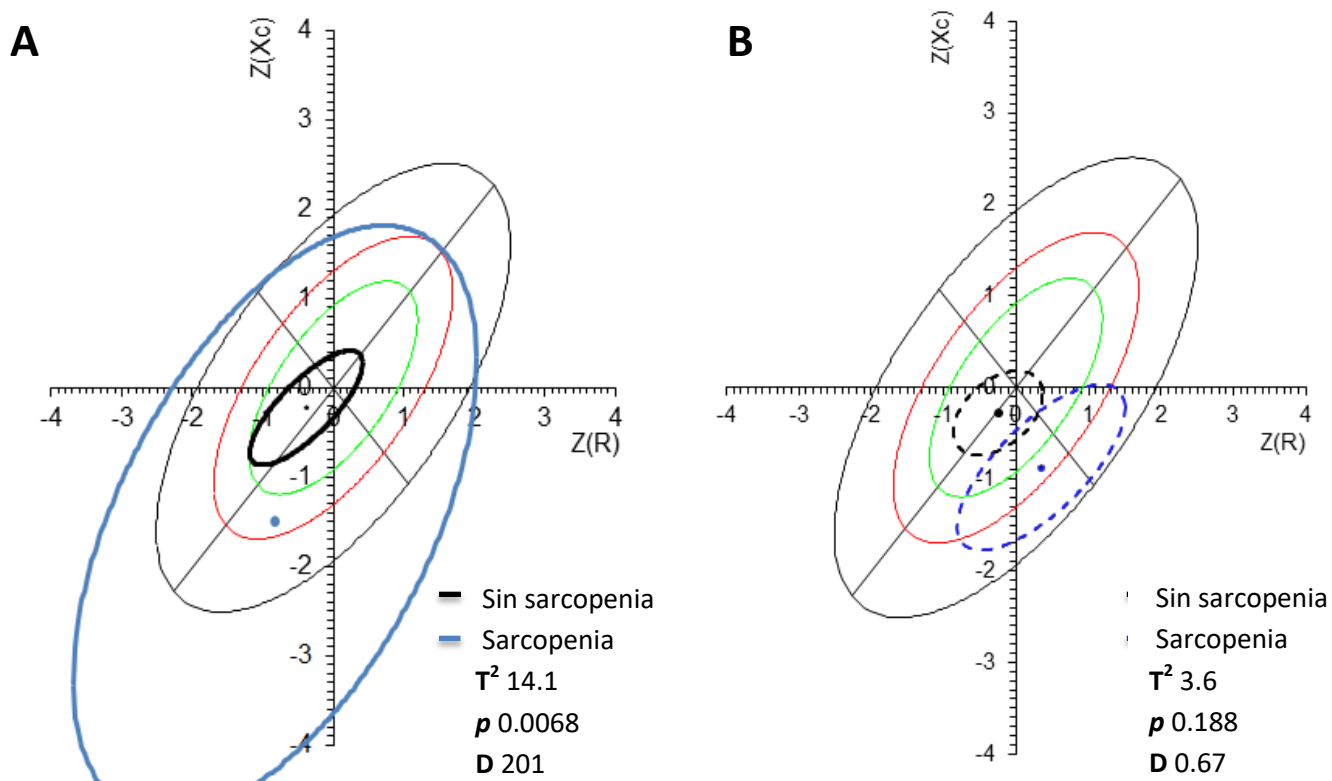 A
Z(Xc)
4
3
2
1
0
-4 -3 -2 -1 0 1 2 3 4
Z(R)
-1
-2
-3
-4
Sin sarcopenia
Sarcopenia
T² 14.1
p 0.0068
D 201
B
Z(Xc)
4
3
2
1
0
-4 -3 -2 -1 0 1 2 3 4
Z(R)
-1
-2
-3
-4
Sin sarcopenia
Sarcopenia
T² 3.6
p 0.188
D 0.67